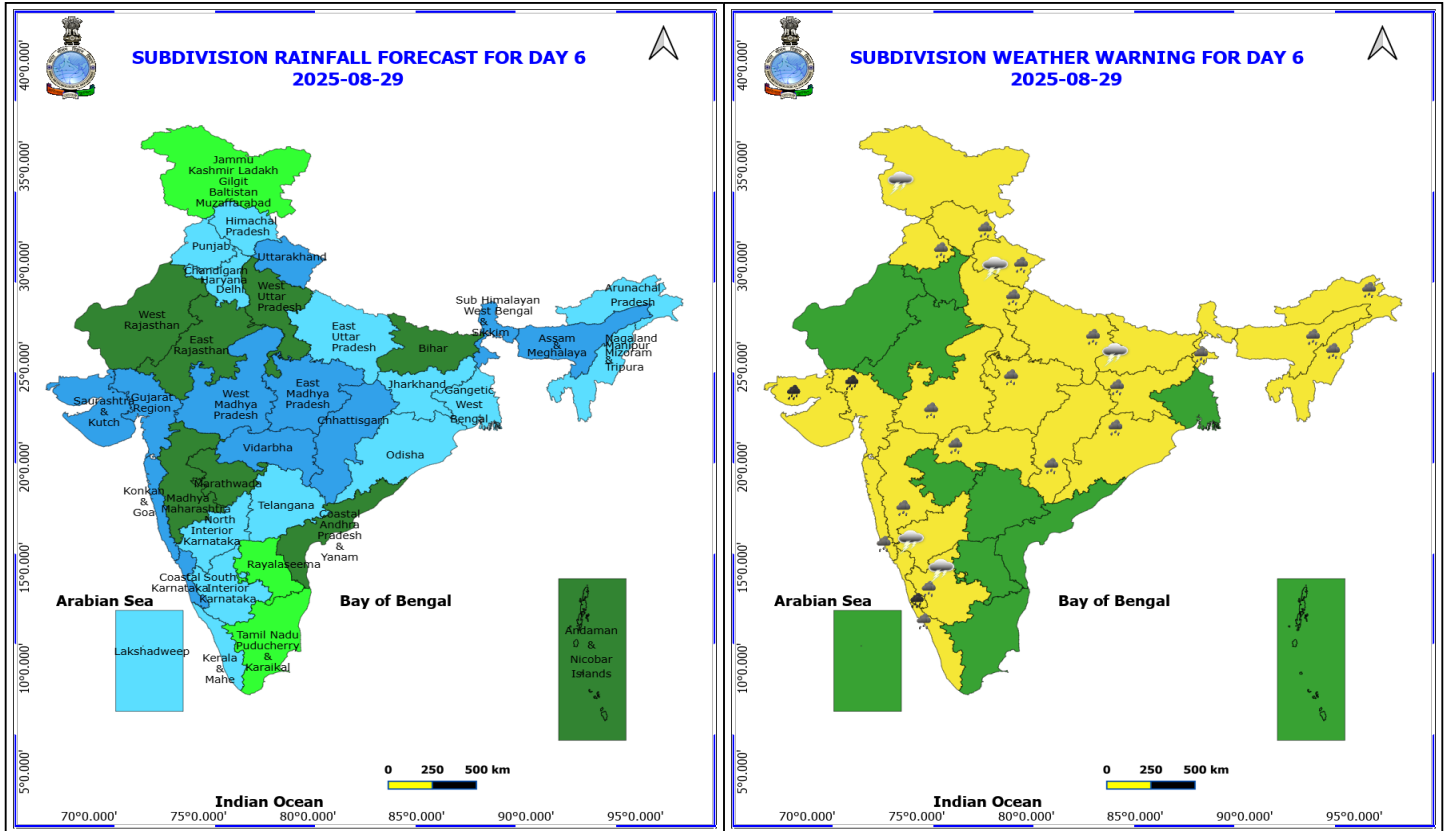 SUBDIVISION RAINFALL FORECAST FOR DAY 6
2025-08-29
40°0.000'
35°0.000'
30°0.000'
25°0.000'
20°0.000'
15°0.000'
10°0.000'
5°0.000'
Jammu
Kashmir Ladakh
Gilgit
Baltistan
Muzaffarabad
Himachal
Pradesh
Punjab
Uttarakhand
Chandigarh
Haryana
Delhi
West
Uttar
Pradesh
West
Rajasthan
East
Rajasthan
East
Uttar
Pradesh
Bihar
Sub Himalayan
West Bengal
&
Sikkim
Arunachal
Pradesh
Assam
&
Meghalaya
Nagaland
Manipur
Mizoram
&
Tripura
Saurashtra
&
Kutch
Gujarat
Region
West
Madhya
Pradesh
East
Madhya
Pradesh
Jharkhand
Gangetic
West
Bengal
Chhattisgarh
Odisha
Vidarbha
Konkan
&
Goa
Madhya
Maharashtra
Marathwada
Telangana
North
Interior
Karnataka
Coastal
Andhra
Pradesh
&
Yanam
Rayalaseema
Coastal
Karnataka
South
Interior
Karnataka
Tamil Nadu
Puducherry
&
Karaikal
Kerala
&
Mahe
Lakshadweep
Andaman
&
Nicobar
Islands
Arabian Sea
Bay of Bengal
Indian Ocean
0 250 500 km
70°0.000' 75°0.000' 80°0.000' 85°0.000' 90°0.000' 95°0.000'
SUBDIVISION WEATHER WARNING FOR DAY 6
2025-08-29
40°0.000'
35°0.000'
30°0.000'
25°0.000'
20°0.000'
15°0.000'
10°0.000'
5°0.000'
Arabian Sea
Bay of Bengal
Indian Ocean
0 250 500 km
70°0.000' 75°0.000' 80°0.000' 85°0.000' 90°0.000' 95°0.000'